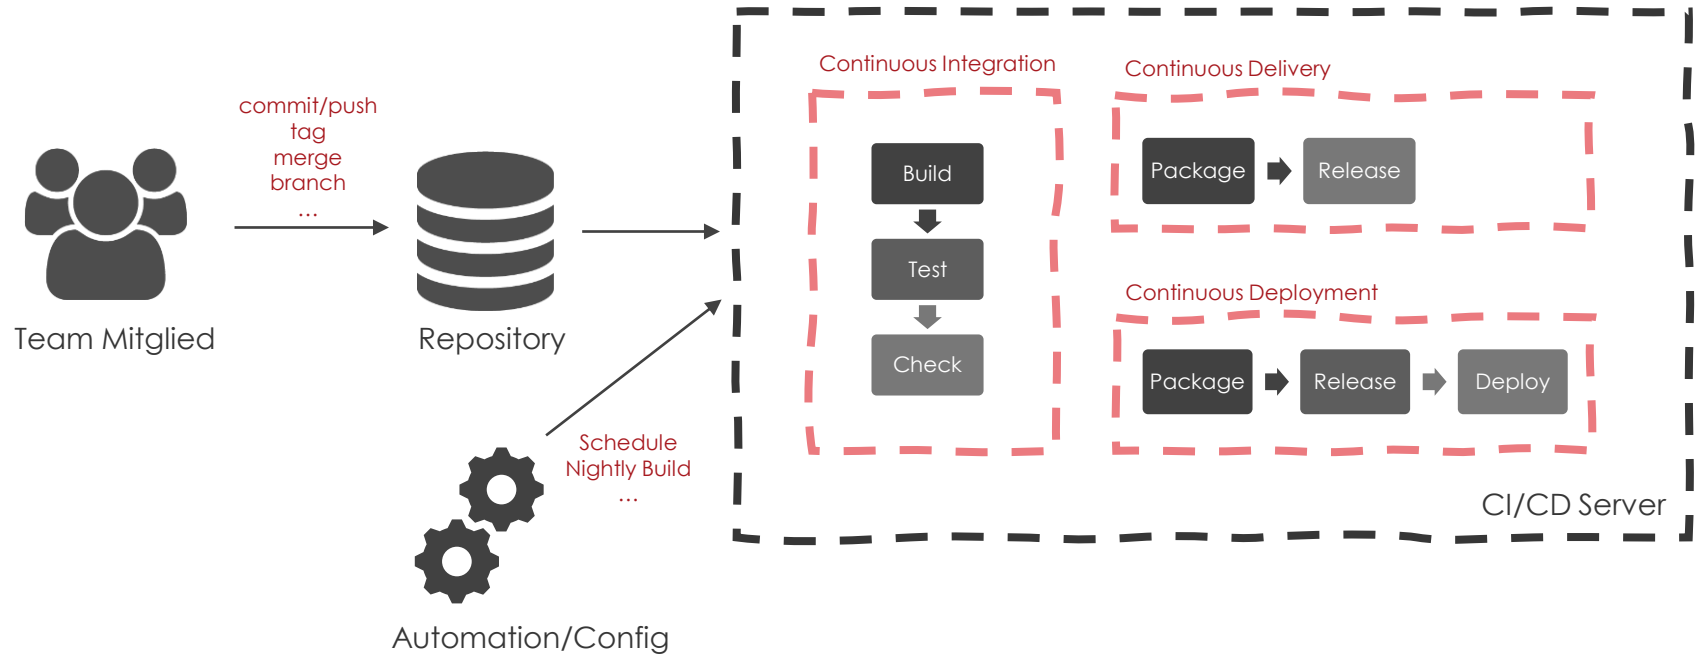 commit/push
tag
merge
branch
...
Team Mitglied
Repository
Schedule
Nightly Build
...
Automation/Config
Continuous Integration
Build
Test
Check
Continuous Delivery
Package
Release
Continuous Deployment
Package
Release
Deploy
CI/CD Server